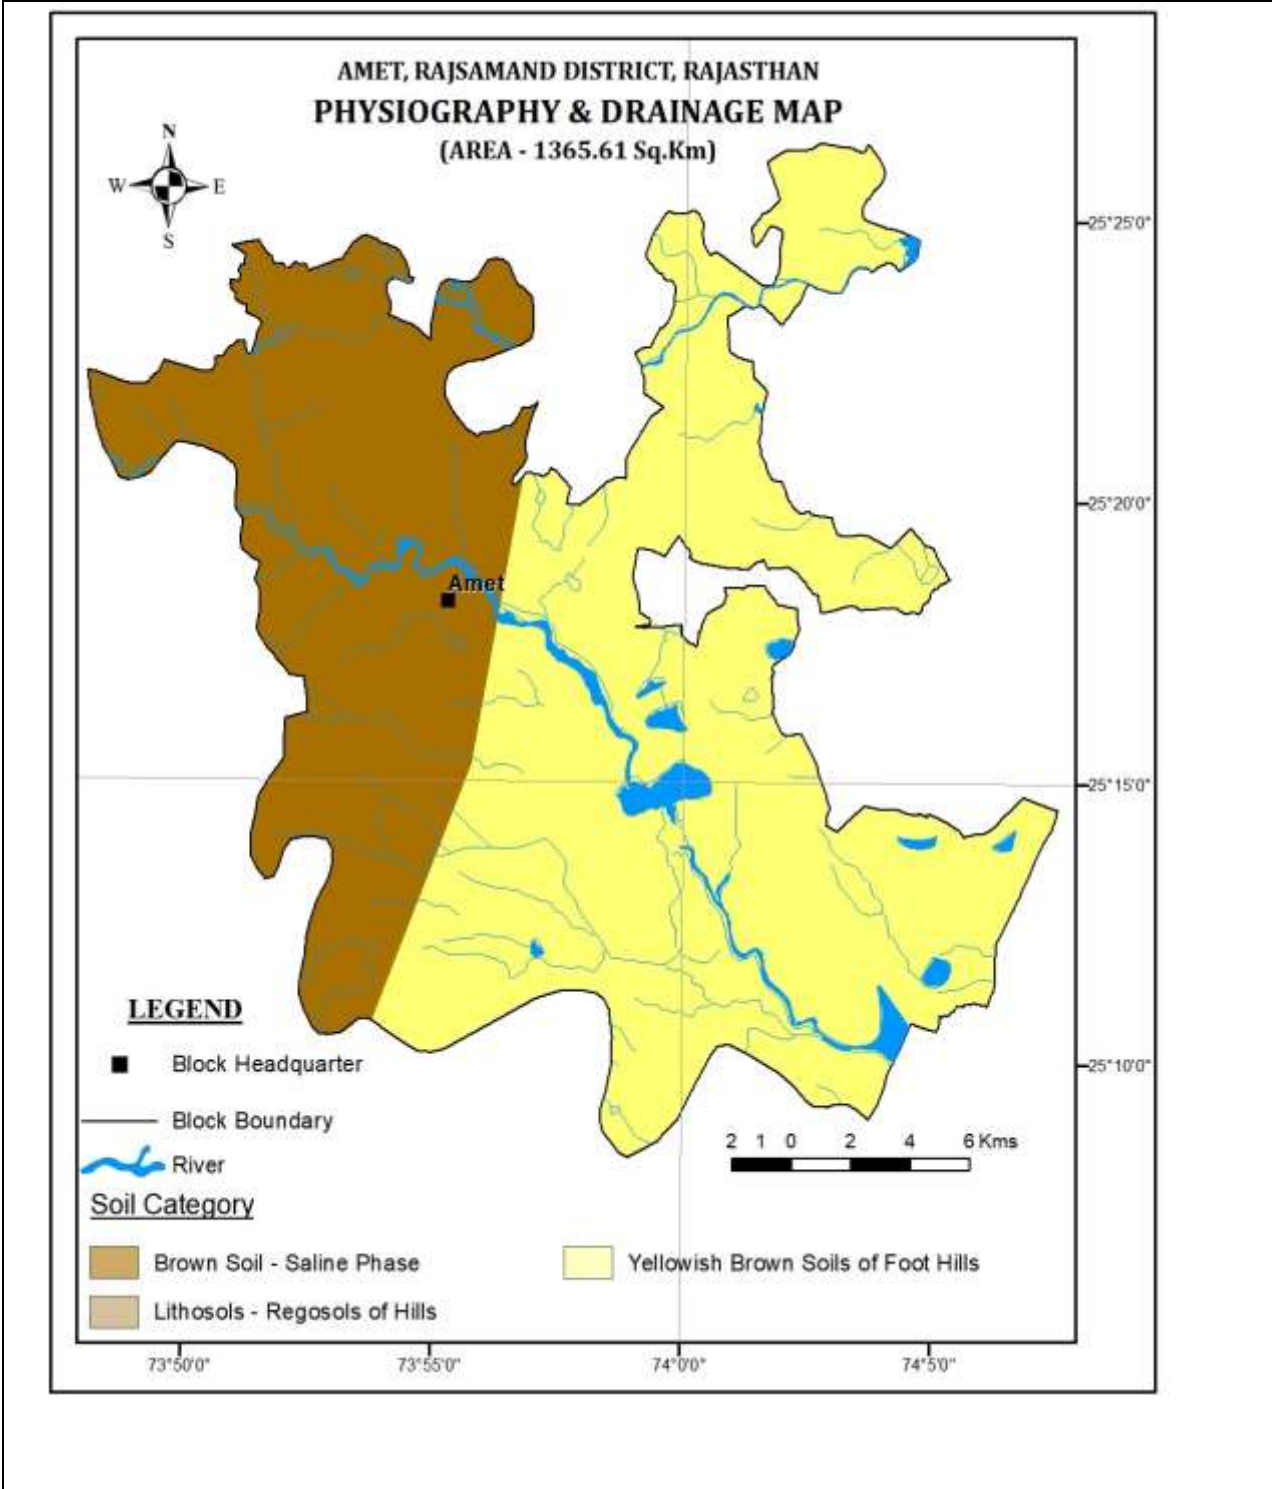 AMET, RAJSAMAND DISTRICT, RAJASTHAN
PHYSIOGRAPHY & DRAINAGE MAP
(AREA - 1365.61 Sq.Km)
N
W E
S
25°25'0"
25°20'0"
Amet
25°15'0"
25°10'0"
LEGEND
Block Headquarter
Block Boundary
River
2 1 0 2 4 6 Kms
Soil Category
Brown Soil - Saline Phase
Yellowish Brown Soils of Foot Hills
Lithosols - Regosols of Hills
73°50'0" 73°55'0" 74°0'0" 74°5'0"